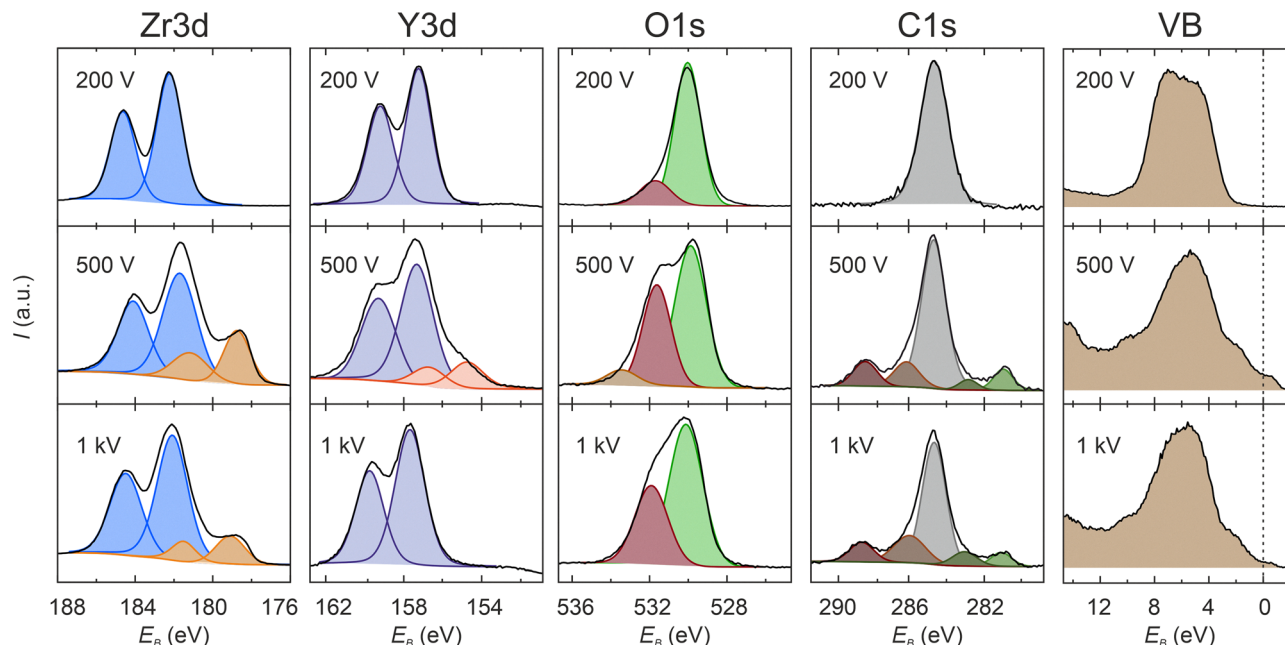 Zr3d Y3d O1s C1s VB
200 V 200 V 200 V 200 V 200 V
500 V 500 V 500 V 500 V 500 V
1 kV 1 kV 1 kV 1 kV 1 kV
I (a.u.)
188 184 180 176 162 158 154 536 532 528 290 286 282 12 8 4 0
E_B (eV) E_B (eV) E_B (eV) E_B (eV) E_B (eV)